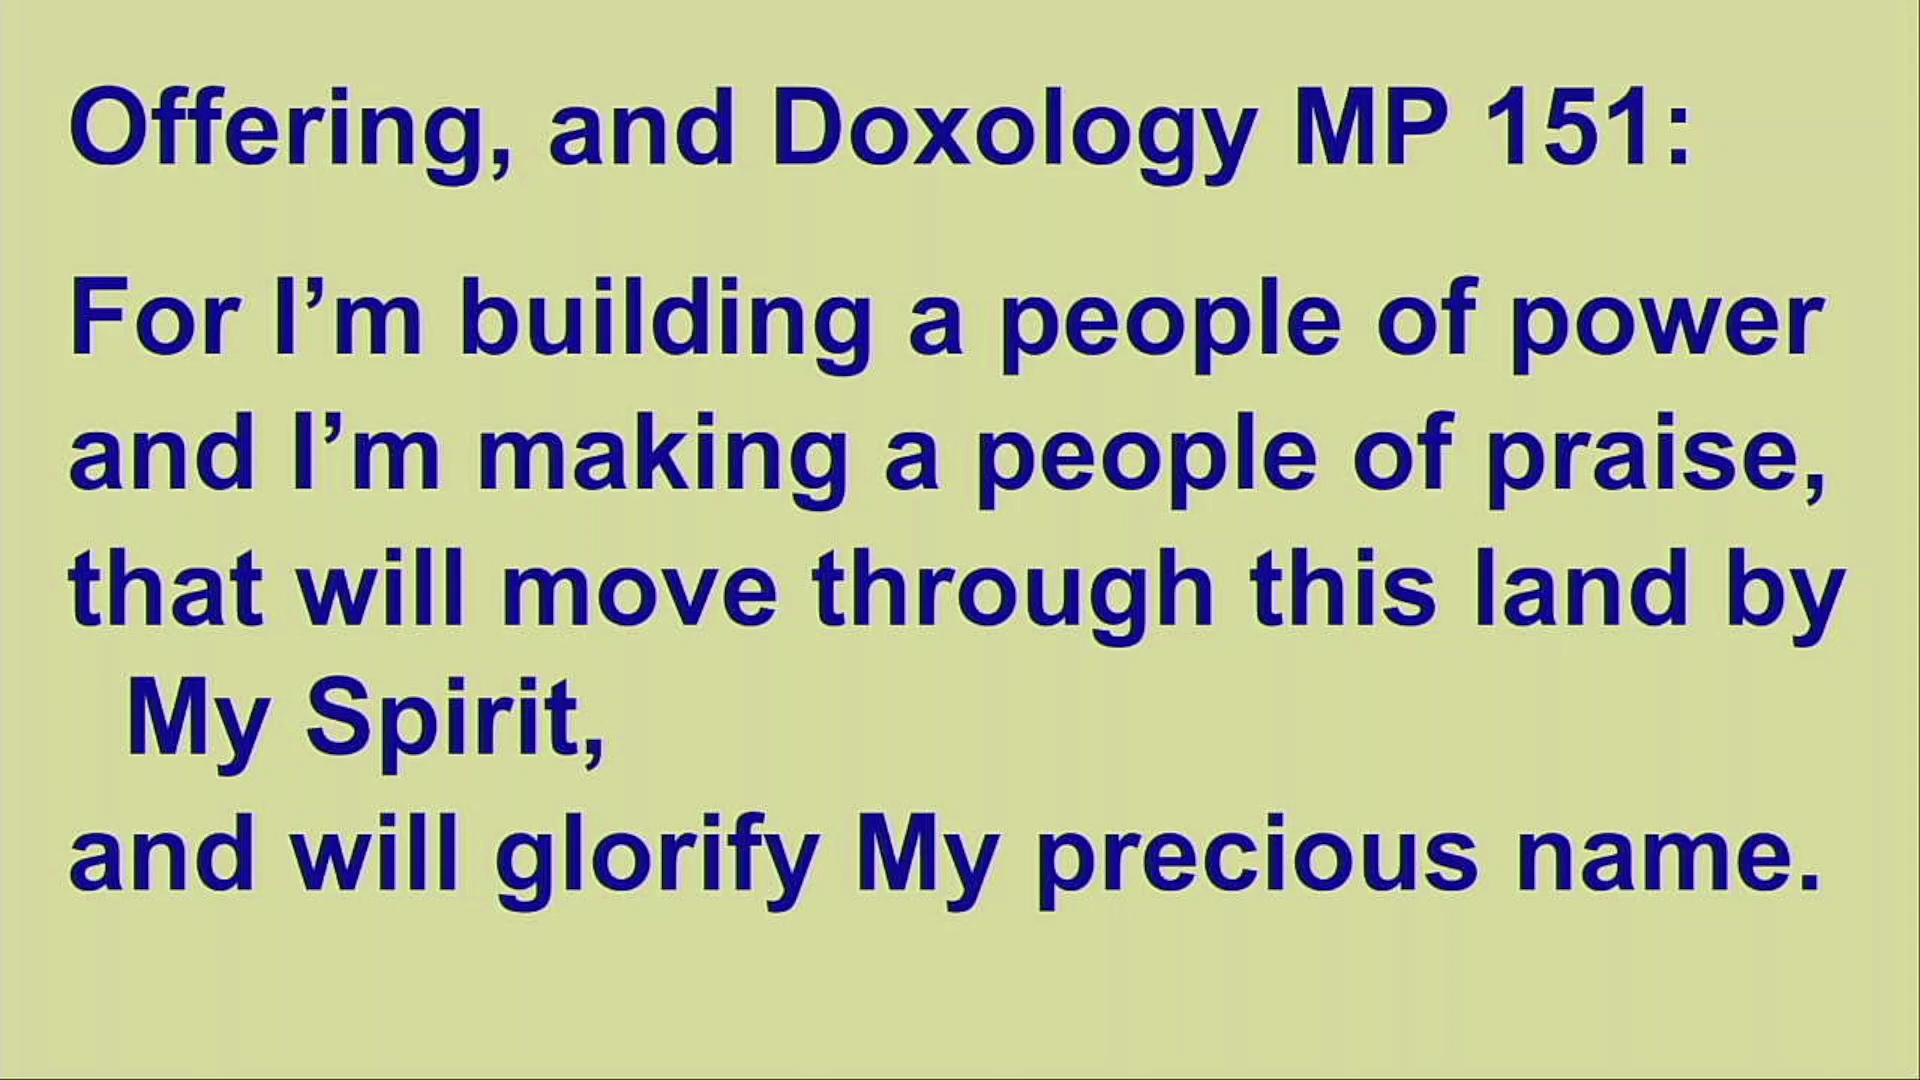 Offering, and Doxology MP 151:
For I’m building a people of power
and I’m making a people of praise,
that will move through this land by
My Spirit,
and will glorify My precious name.